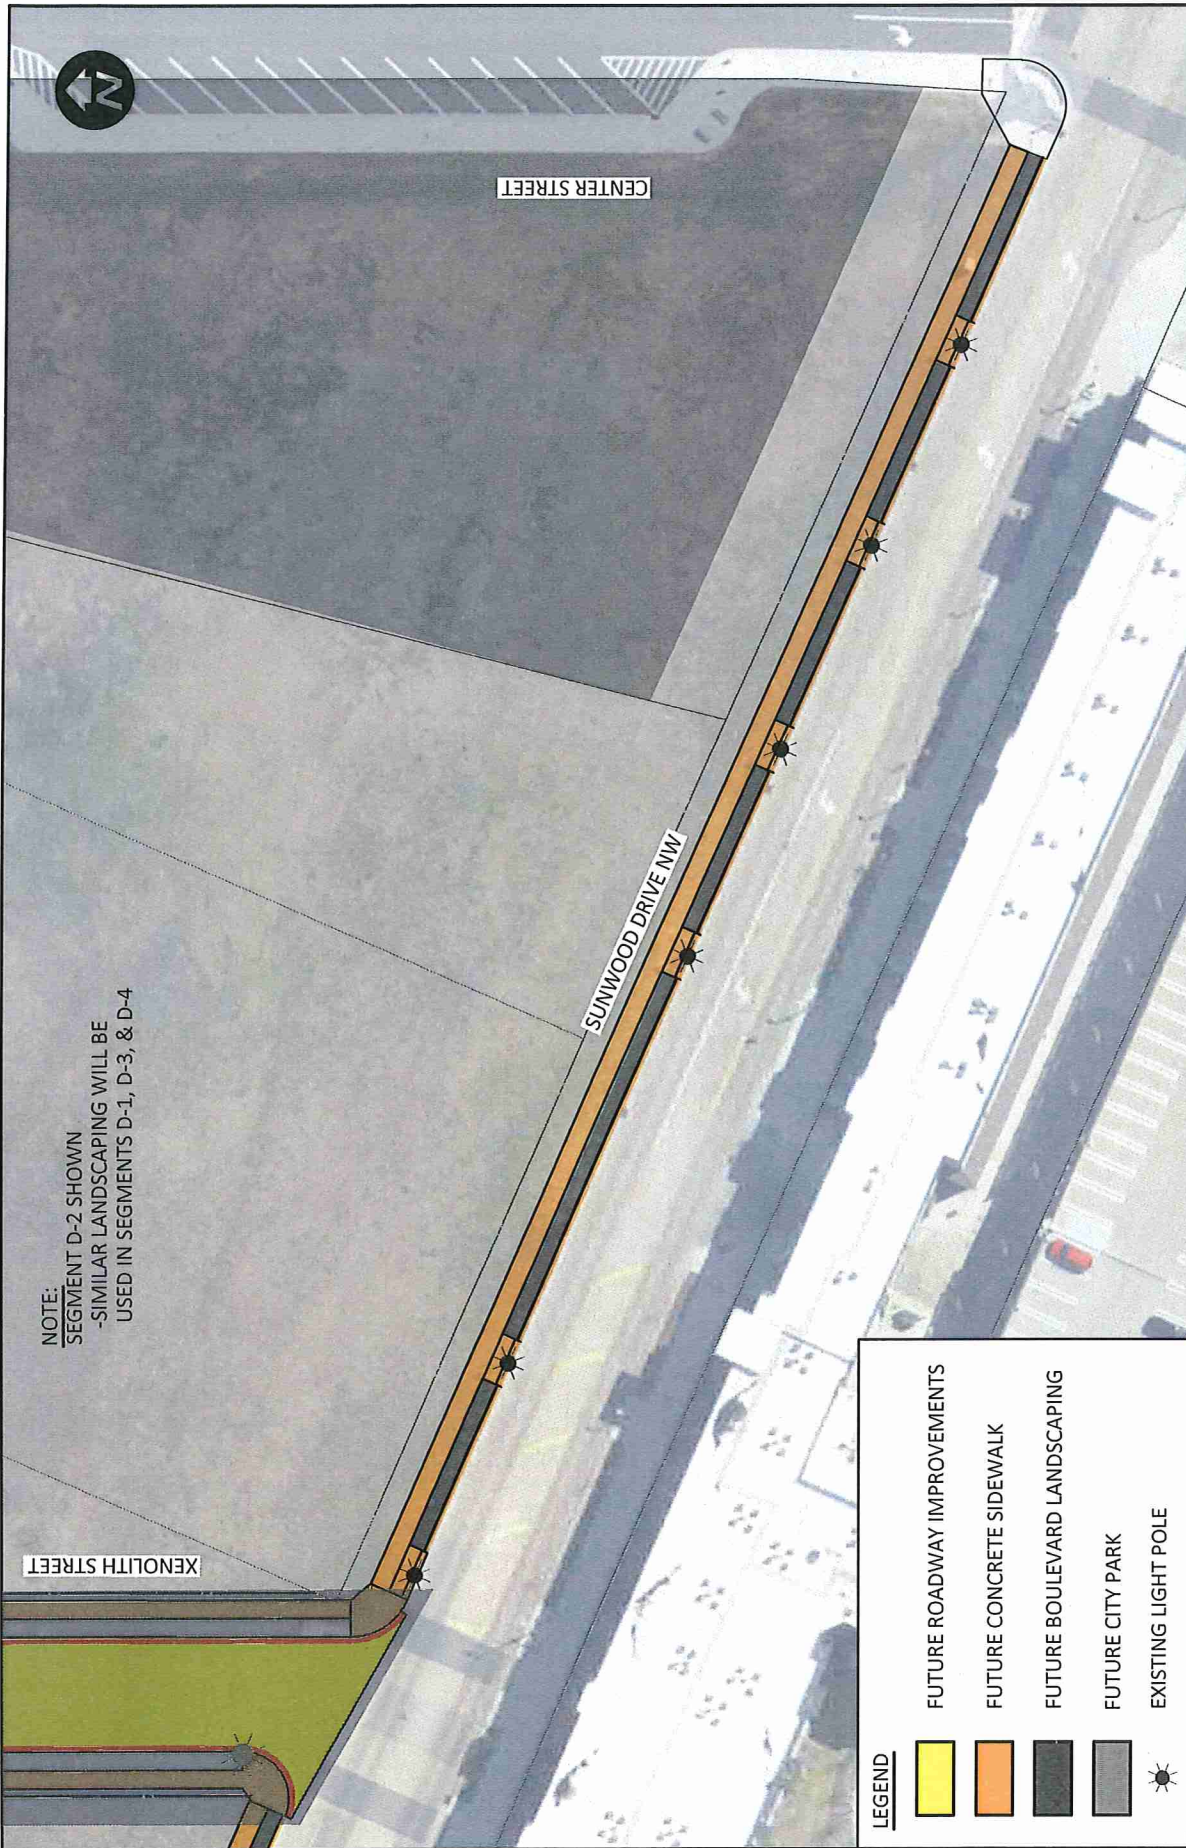 NOTE:
SEGMENT D-2 SHOWN
-SIMILAR LANDSCAPING WILL BE
USED IN SEGMENTS D-1, D-3, & D-4
N
XENOLITH STREET
SUNWOOD DRIVE NW
CENTER STREET
LEGEND
FUTURE ROADWAY IMPROVEMENTS
FUTURE CONCRETE SIDEWALK
FUTURE BOULEVARD LANDSCAPING
FUTURE CITY PARK
EXISTING LIGHT POLE